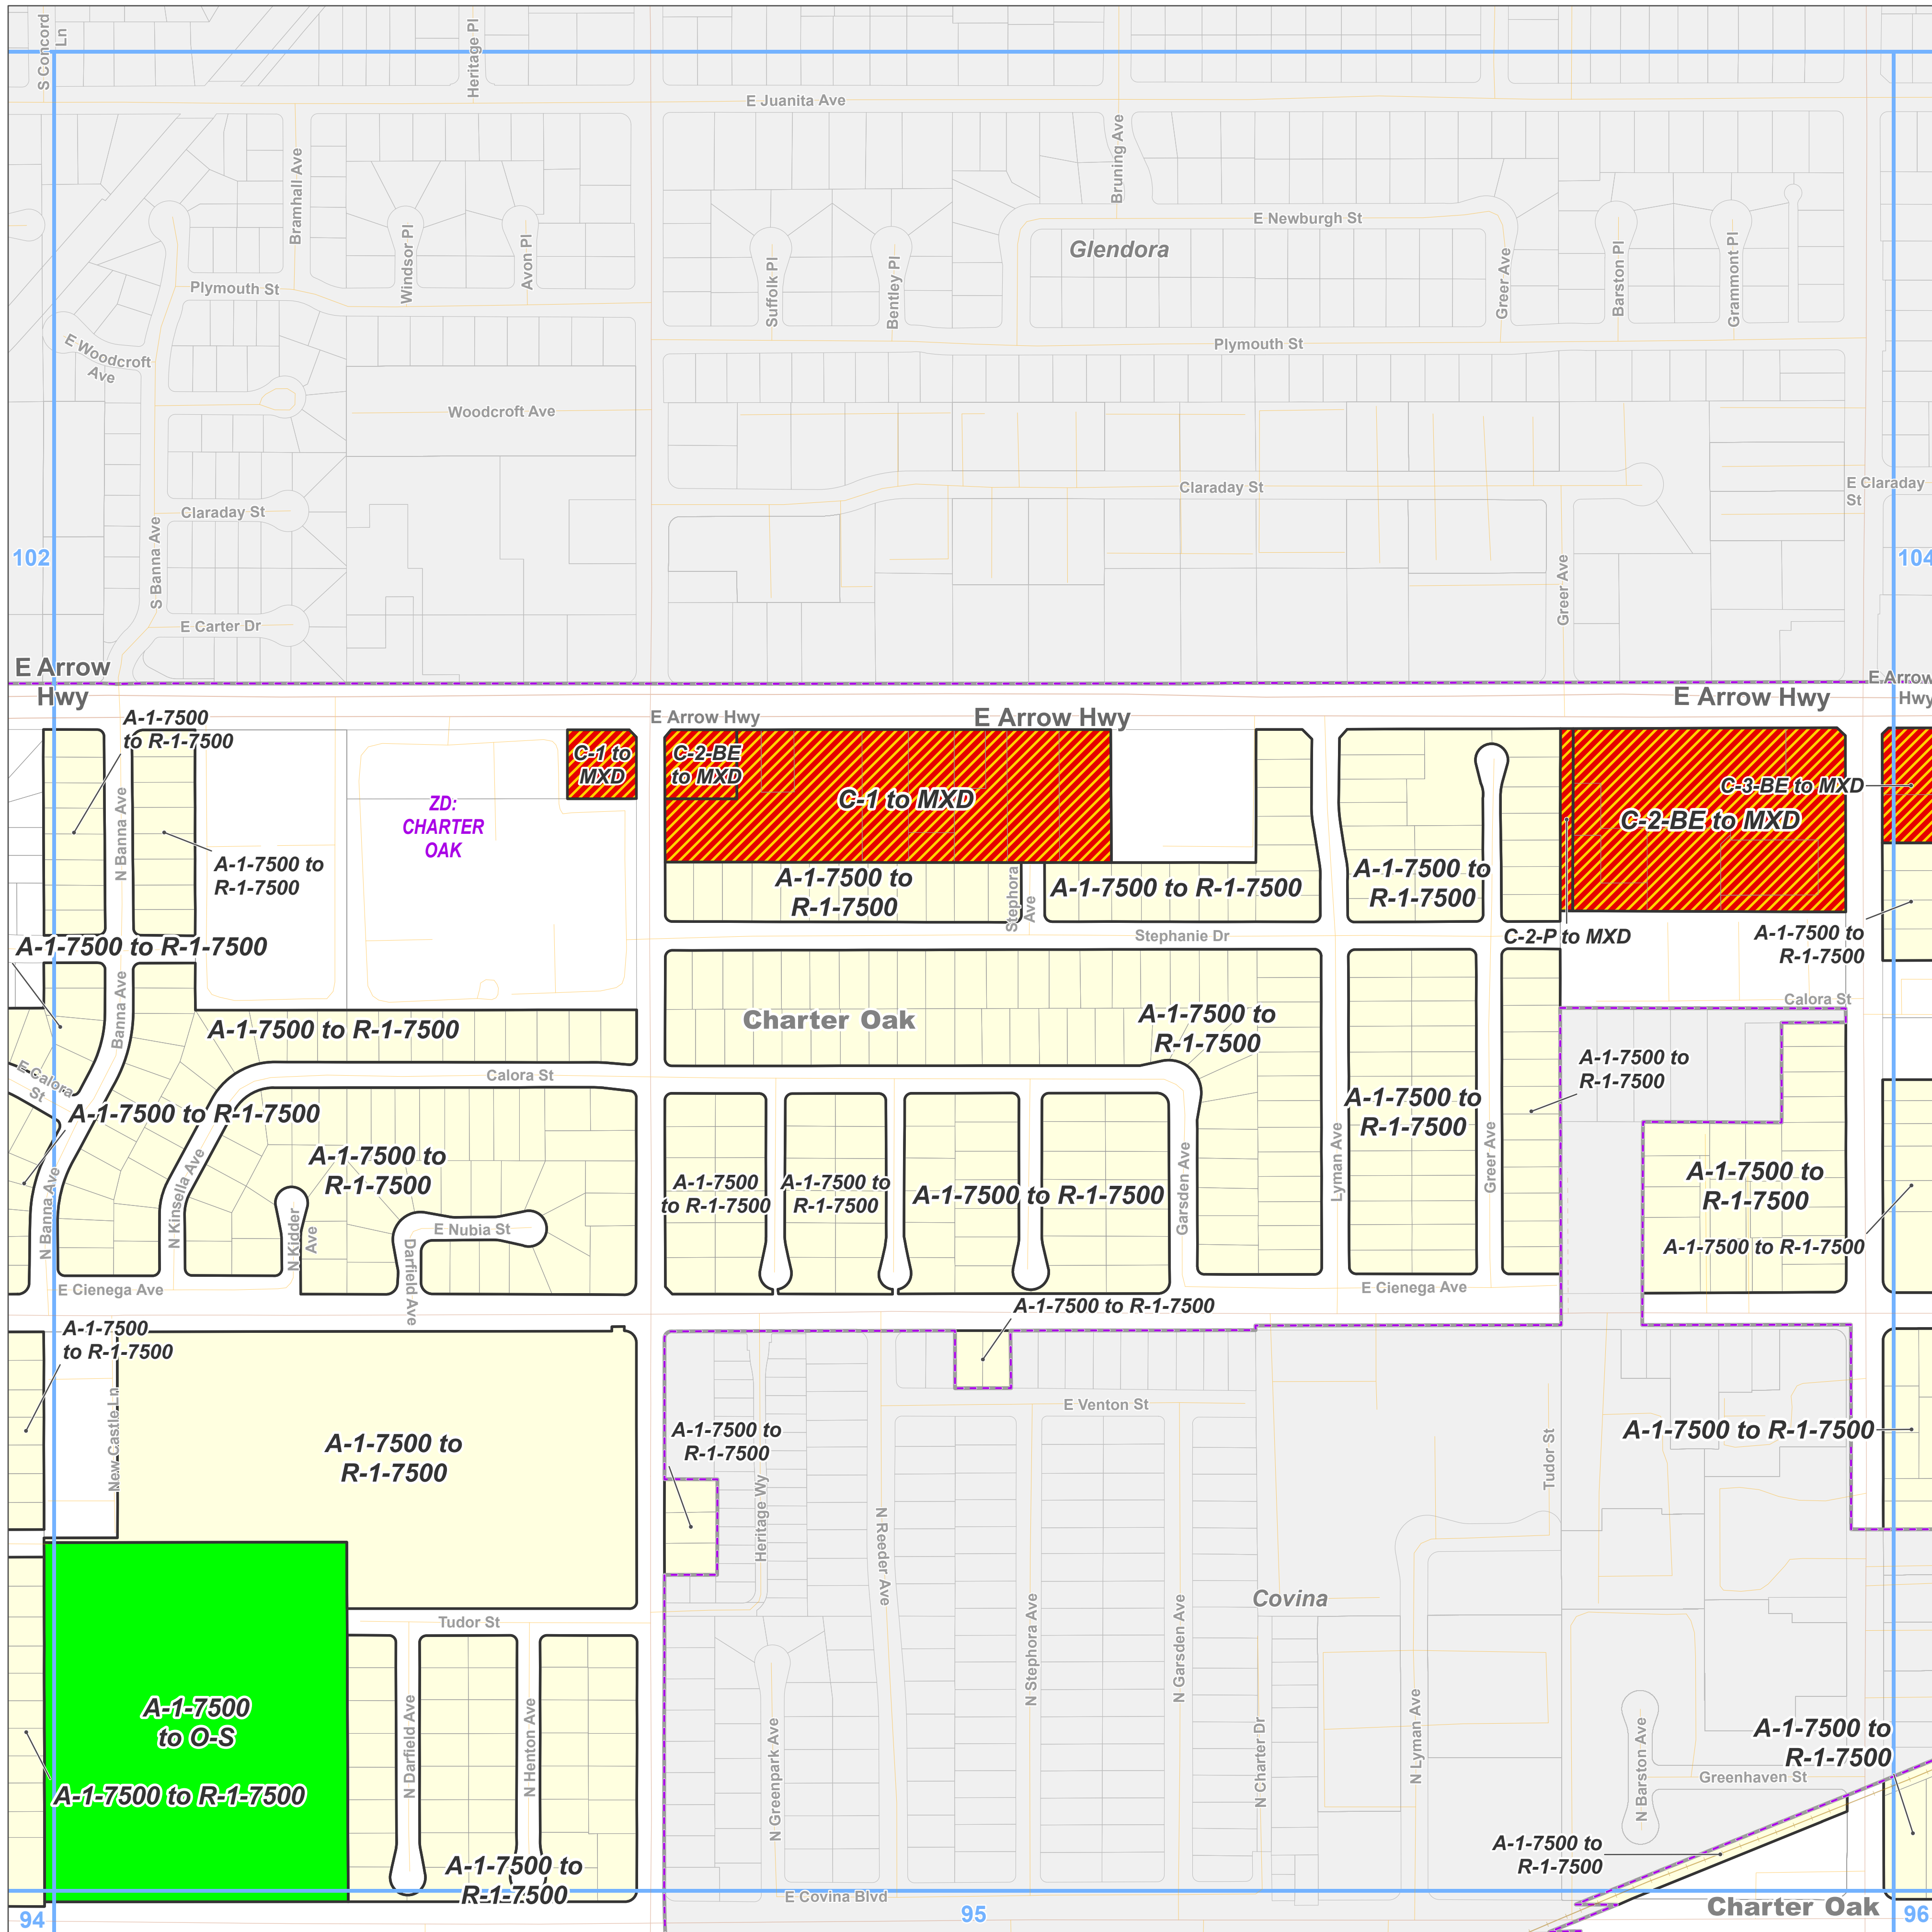 S Concord
Ln
Heritage Pl
E Juanita Ave
Bramhall Ave
Bruning Ave
E Newburgh St
Windsor Pl
Avon Pl
Glendora
Suffolk Pl
Bentley Pl
Greer Ave
Barston Pl
Grammont Pl
Plymouth St
E Woodcroft
Ave
Plymouth St
Woodcroft Ave
Claraday St
E Claraday
St
Claraday St
S Banna Ave
102
104
Greer Ave
E Carter Dr
E Arrow
Hwy
E Arrow Hwy
E Arrow Hwy
E Arrow Hwy
E Arrow
Hwy
A-1-7500
to R-1-7500
C-1 to
MXD
C-2-BE
to MXD
C-1 to MXD
C-3-BE to MXD
C-2-BE to MXD
ZD:
CHARTER
OAK
N Banna Ave
A-1-7500 to
R-1-7500
A-1-7500 to
R-1-7500
Stephora
Ave
A-1-7500 to R-1-7500
A-1-7500 to
R-1-7500
A-1-7500 to R-1-7500
Stephanie Dr
C-2-P to MXD
A-1-7500 to
R-1-7500
Banna Ave
A-1-7500 to R-1-7500
Charter Oak
A-1-7500 to
R-1-7500
Calora St
E Calora
St
Calora St
A-1-7500 to
R-1-7500
A-1-7500 to R-1-7500
A-1-7500 to
R-1-7500
A-1-7500 to
R-1-7500
Lyman Ave
Greer Ave
N Banna Ave
N Kinsella Ave
N Kidder
Ave
E Nubia St
Darfield Ave
A-1-7500
to R-1-7500
A-1-7500 to
R-1-7500
A-1-7500 to R-1-7500
Garsden Ave
A-1-7500 to
R-1-7500
A-1-7500 to R-1-7500
E Cienega Ave
E Cienega Ave
A-1-7500 to R-1-7500
A-1-7500
to R-1-7500
New Castle Ln
A-1-7500 to
R-1-7500
E Venton St
A-1-7500 to
R-1-7500
Heritage Wy
N Reeder Ave
Tudor St
A-1-7500 to R-1-7500
Covina
Tudor St
N Stephora Ave
N Garsden Ave
A-1-7500
to O-S
A-1-7500 to R-1-7500
N Darfield Ave
N Henton Ave
N Greenpark Ave
N Charter Dr
N Lyman Ave
N Barston Ave
A-1-7500 to
R-1-7500
Greenhaven St
A-1-7500 to
R-1-7500
A-1-7500 to
R-1-7500
E Covina Blvd
94
95
Charter Oak
96